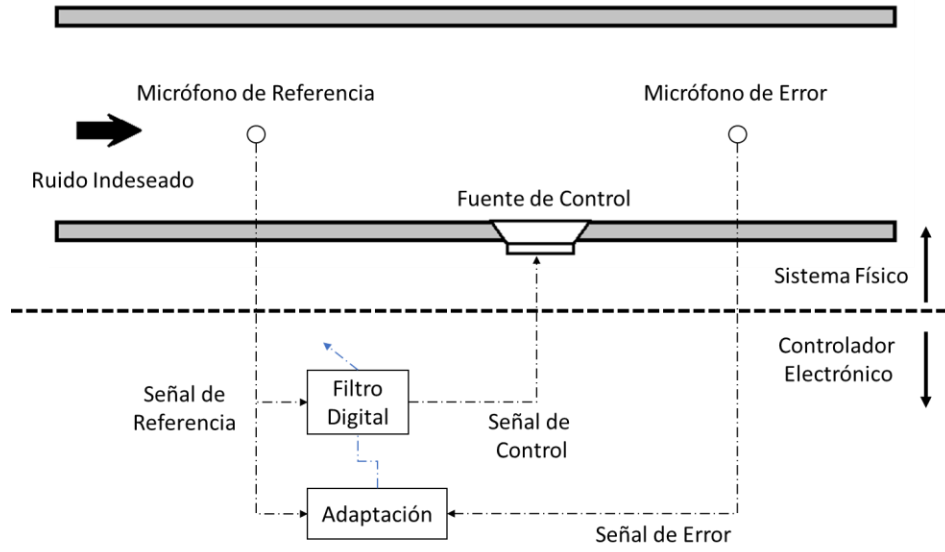 Micrófono de Referencia
Micrófono de Error
Ruido Indeseado
Fuente de Control
Sistema Físico
Controlador
Electrónico
Señal de
Referencia
Filtro
Digital
Señal de
Control
Adaptación
Señal de Error